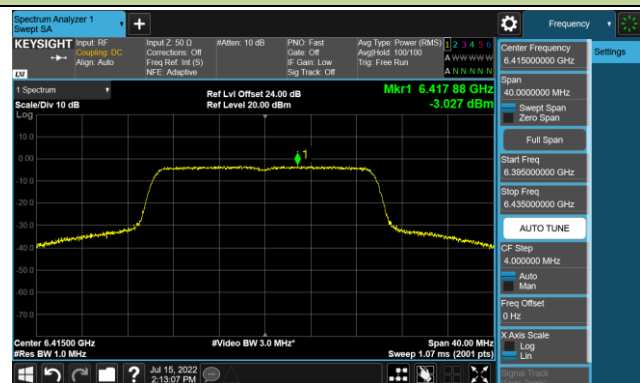 Spectrum Analyzer 1
Swept SA
+
Frequency
KEYSIGHT
Input: RF
Coupling: DC
Align: Auto
Input Z: 50 Ω
Corrections: Off
Freq Ref: Int (S)
NFE: Adaptive
#Atten: 10 dB
PNO: Fast
Gate: Off
IF Gain: Low
Sig Track: Off
Avg Type: Power (RMS)
Avg|Hold: 100/100
Trig: Free Run
1 2 3 4 5 6
A W W W W W
A N N N N N
LXI
1 Spectrum
Scale/Div 10 dB
Log
Ref Lvl Offset 24.00 dB
Ref Level 20.00 dBm
Mkr1 6.417 88 GHz
-3.027 dBm
1
10.0
0.00
-10.0
-20.0
-30.0
-40.0
-50.0
-60.0
-70.0
Center 6.41500 GHz
#Res BW 1.0 MHz
#Video BW 3.0 MHz*
Span 40.00 MHz
Sweep 1.07 ms (2001 pts)
Center Frequency
6.415000000 GHz
Span
40.0000000 MHz
Swept Span
Zero Span
Full Span
Start Freq
6.395000000 GHz
Stop Freq
6.435000000 GHz
AUTO TUNE
CF Step
4.000000 MHz
Auto
Man
Freq Offset
0 Hz
X Axis Scale
Log
Lin
Signal Track
Settings
?
Jul 15, 2022
2:13:07 PM